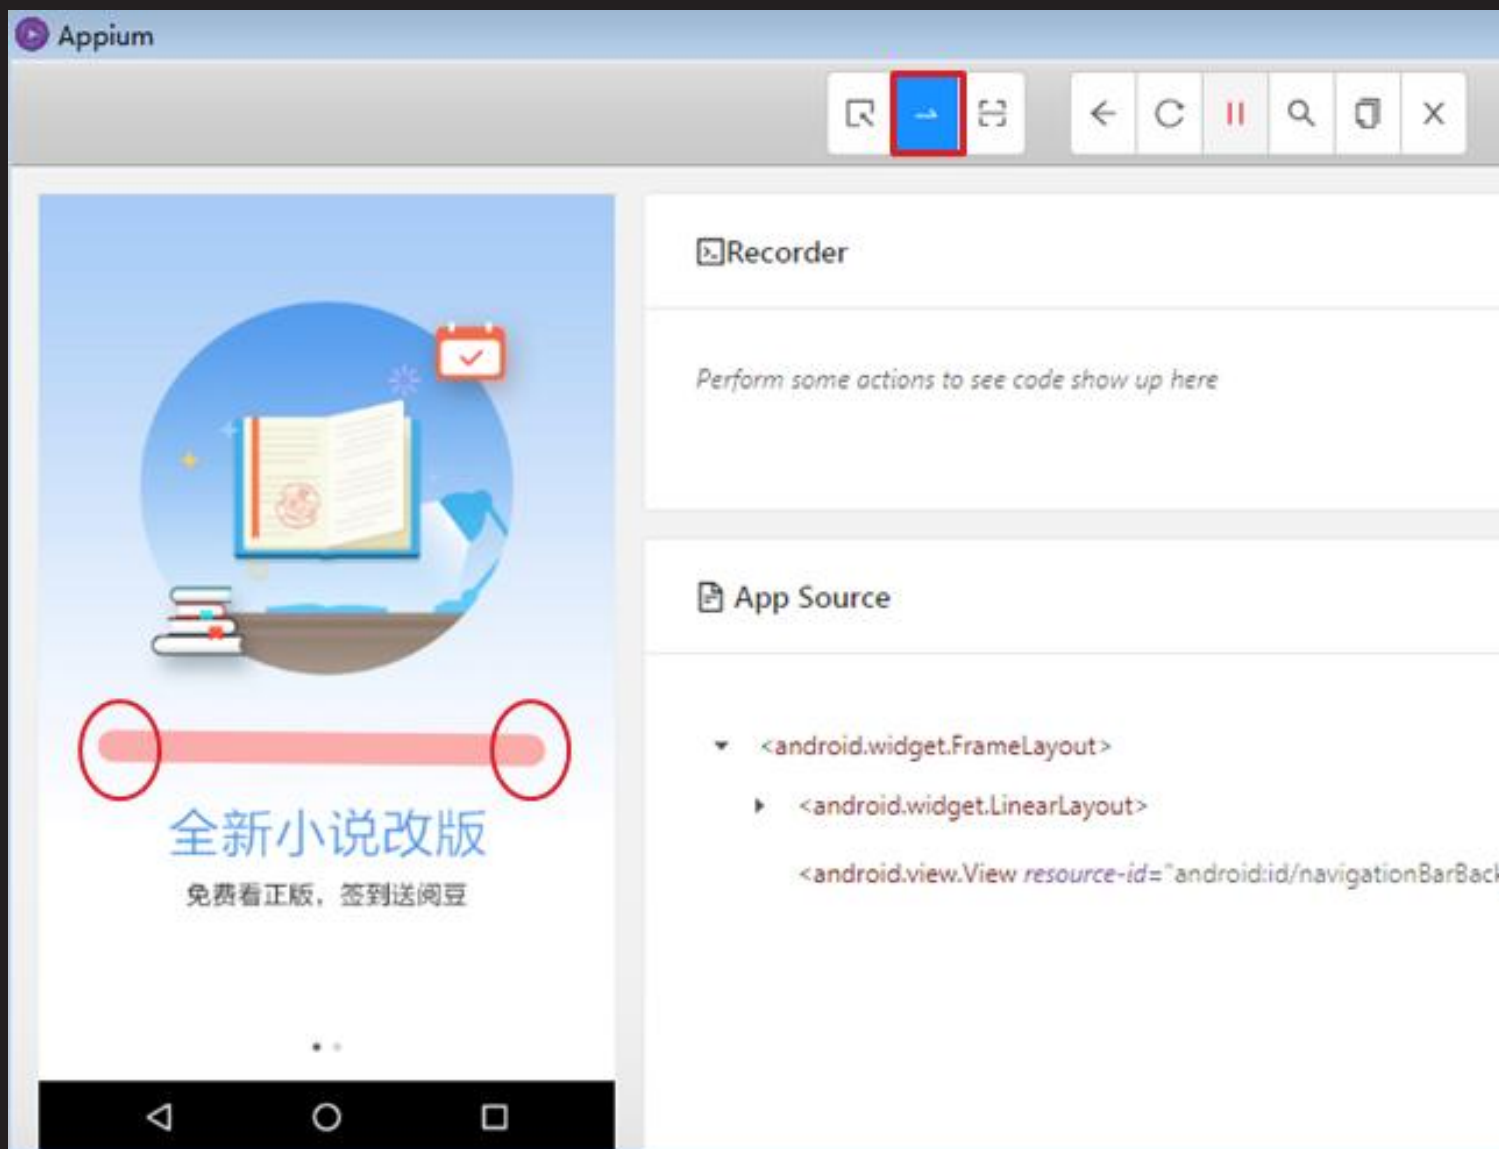 Appium
Recorder
Perform some actions to see code show up here
App Source
<android.widget.FrameLayout>
<android.widget.LinearLayout>
<android.view.View resource-id="android:id/navigationBarBack
全新小说改版
免费看正版，签到送阅豆